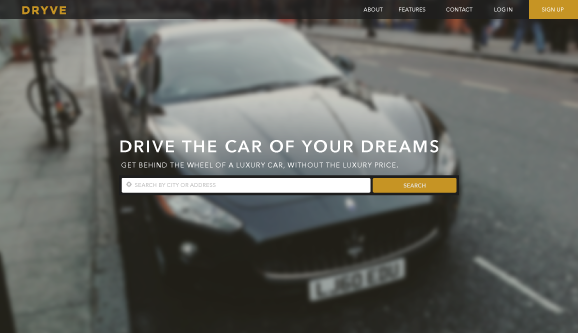 DRYVE
ABOUT FEATURES CONTACT LOG IN SIGN UP
DRIVE THE CAR OF YOUR DREAMS
GET BEHIND THE WHEEL OF A LUXURY CAR, WITHOUT THE LUXURY PRICE.
SEARCH BY CITY OR ADDRESS SEARCH
LJ60 EDU